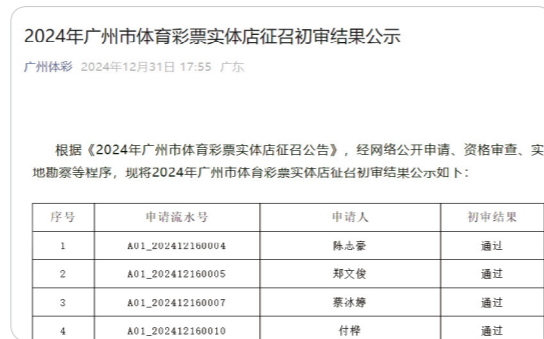 2024年广州市体育彩票实体店征召初审结果公示
广州体彩 2024年12月31日 17:55 广东
根据《2024年广州市体育彩票实体店征召公告》，经网络公开申请、资格审查、实
地勘察等程序，现将2024年广州市体育彩票实体店征召初审结果公示如下：
序号 申请流水号 申请人 初审结果
1 A01_202412160004 陈志豪 通过
2 A01_202412160005 郑文俊 通过
3 A01_202412160007 蔡冰婷 通过
4 A01_202412160010 付桦 通过